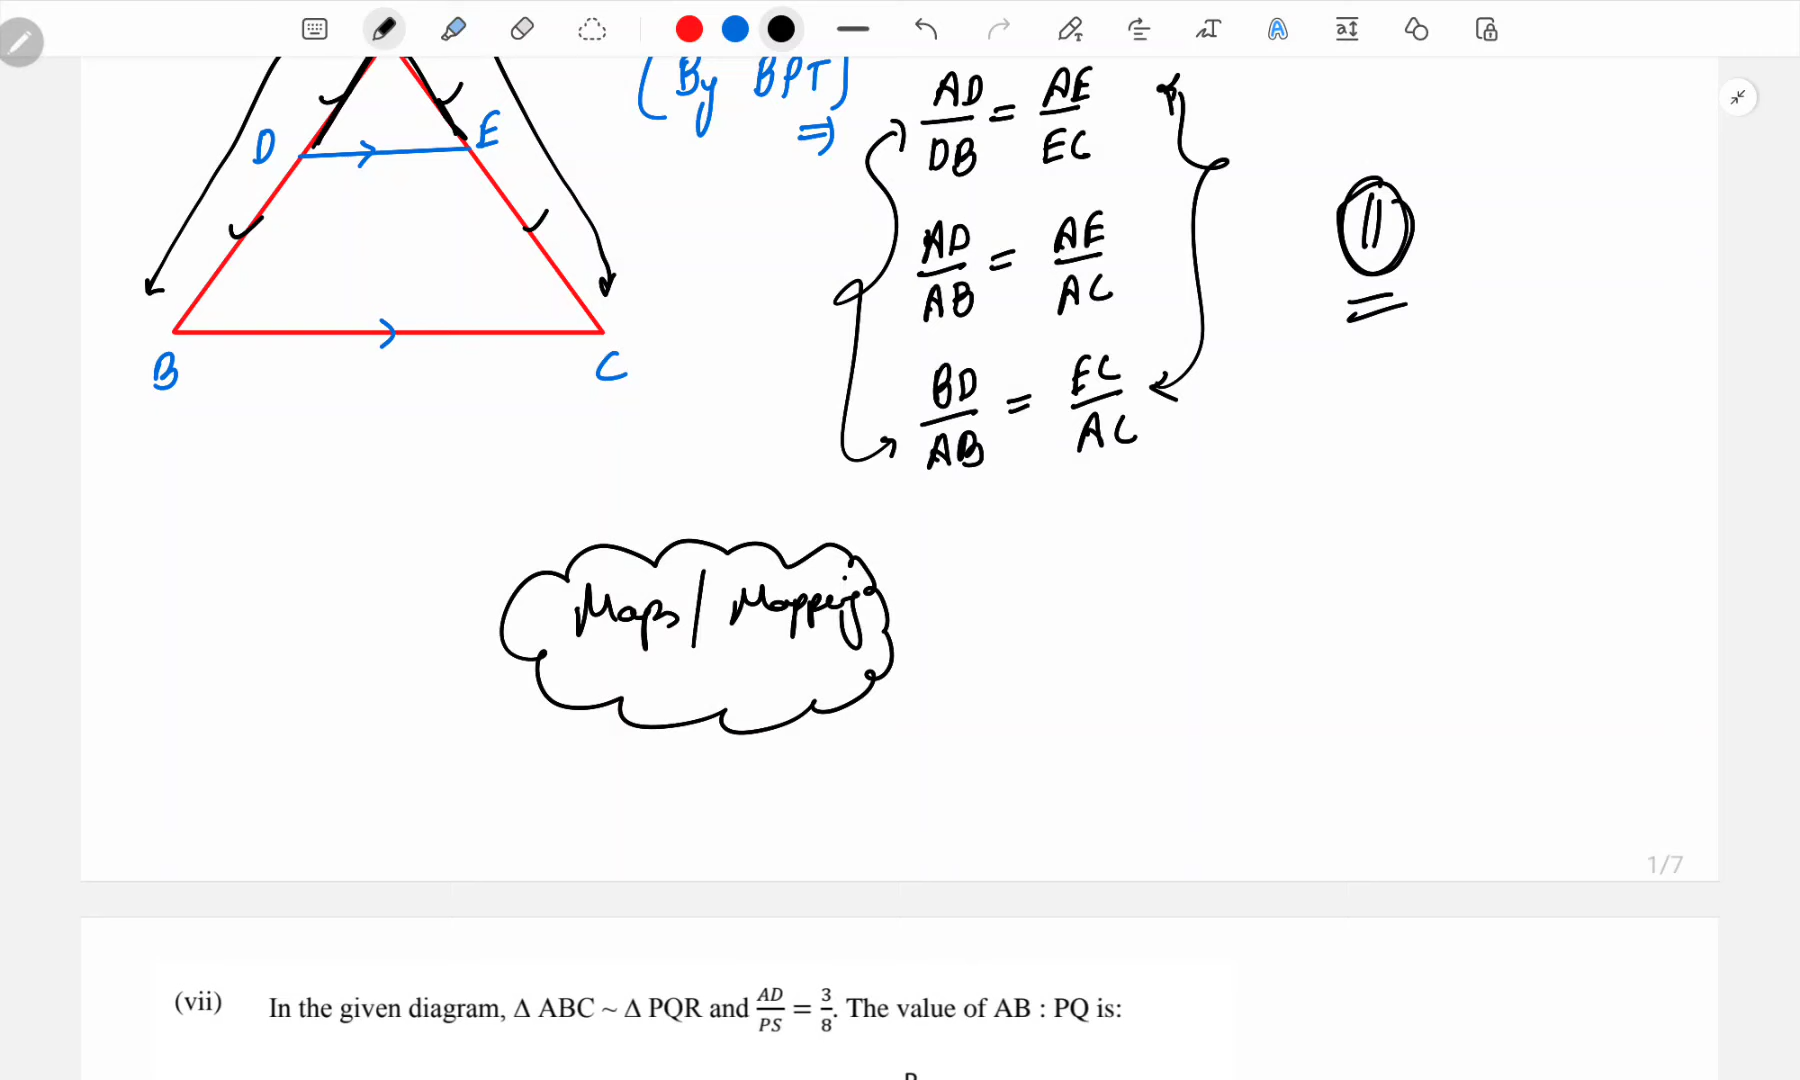 (By BPT)
⇒ AD/DB = AE/EC
D
E
AD/AB = AE/AC
||
BD/AB = EC/AC
B
C
Maps / Mapping
1/7
(vii) In the given diagram, Δ ABC ~ Δ PQR and AD/PS = 3/8. The value of AB : PQ is: